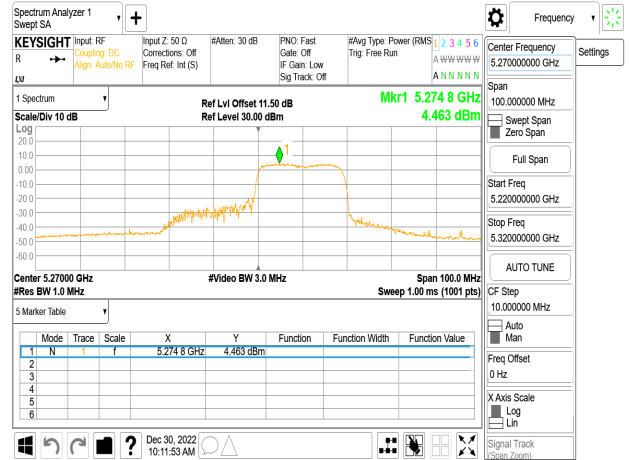 Spectrum Analyzer 1
Swept SA
Frequency
Settings
KEYSIGHT
R
Input: RF
Coupling: DC
Align: Auto/No RF
Input Z: 50 Ω
Corrections: Off
Freq Ref: Int (S)
#Atten: 30 dB
PNO: Fast
Gate: Off
IF Gain: Low
Sig Track: Off
#Avg Type: Power (RMS
Trig: Free Run
1 2 3 4 5 6
A W W W W W
A N N N N N
1 Spectrum
Scale/Div 10 dB
Ref Lvl Offset 11.50 dB
Ref Level 30.00 dBm
Mkr1 5.274 8 GHz
4.463 dBm
Log
20.0
10.0
0.00
-10.0
-20.0
-30.0
-40.0
-50.0
-60.0
1
Center 5.27000 GHz
#Video BW 3.0 MHz
Span 100.0 MHz
#Res BW 1.0 MHz
Sweep 1.00 ms (1001 pts)
5 Marker Table
Mode Trace Scale X Y Function Function Width Function Value
1 N 1 f 5.274 8 GHz 4.463 dBm
2
3
4
5
6
Center Frequency
5.270000000 GHz
Span
100.000000 MHz
Swept Span
Zero Span
Full Span
Start Freq
5.220000000 GHz
Stop Freq
5.320000000 GHz
AUTO TUNE
CF Step
10.000000 MHz
Auto
Man
Freq Offset
0 Hz
X Axis Scale
Log
Lin
Signal Track
(Span Zoom)
?
Dec 30, 2022
10:11:53 AM